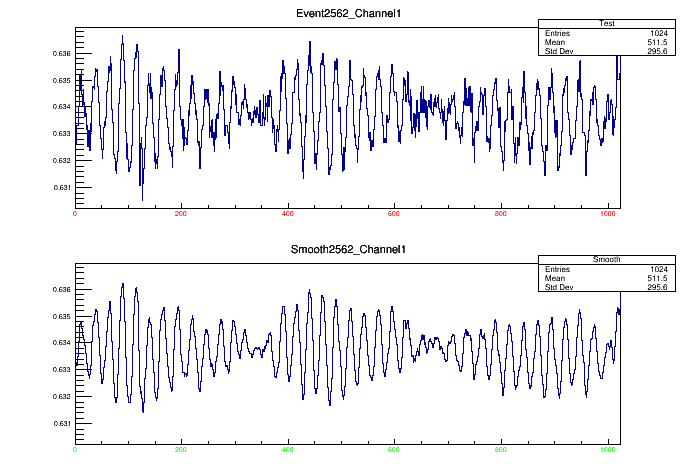 Event2562_Channel1
Test
Entries 1024
Mean 511.5
Std Dev 295.6
0.636
0.635
0.634
0.633
0.632
0.631
0 200 400 600 800 1000
Smooth2562_Channel1
Smooth
Entries 1024
Mean 511.5
Std Dev 295.6
0.636
0.635
0.634
0.633
0.632
0.631
0 200 400 600 800 1000